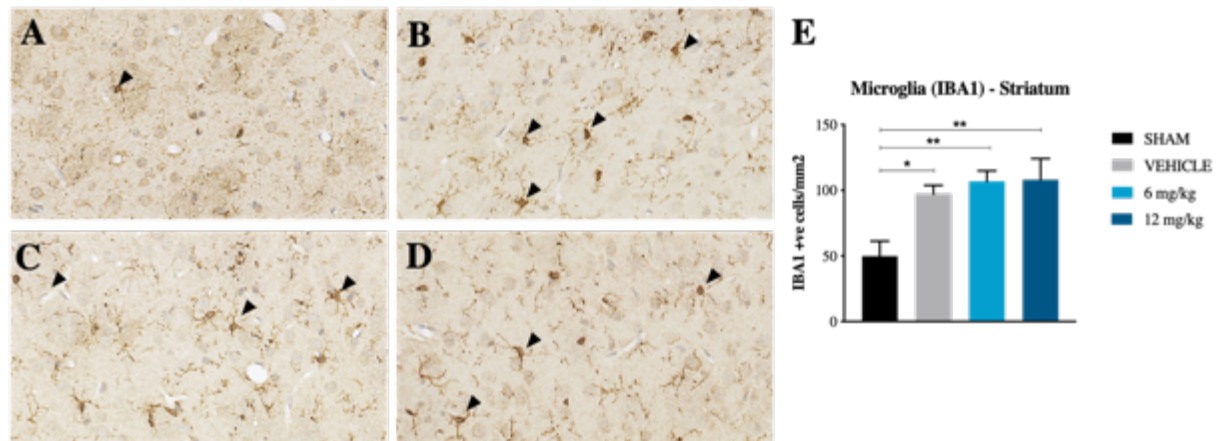 A
B
C
D
E
Microglia (IBA1) - Striatum
IBA1 +ve cells/mm2
150
100
50
0
**
**
*
SHAM
VEHICLE
6 mg/kg
12 mg/kg